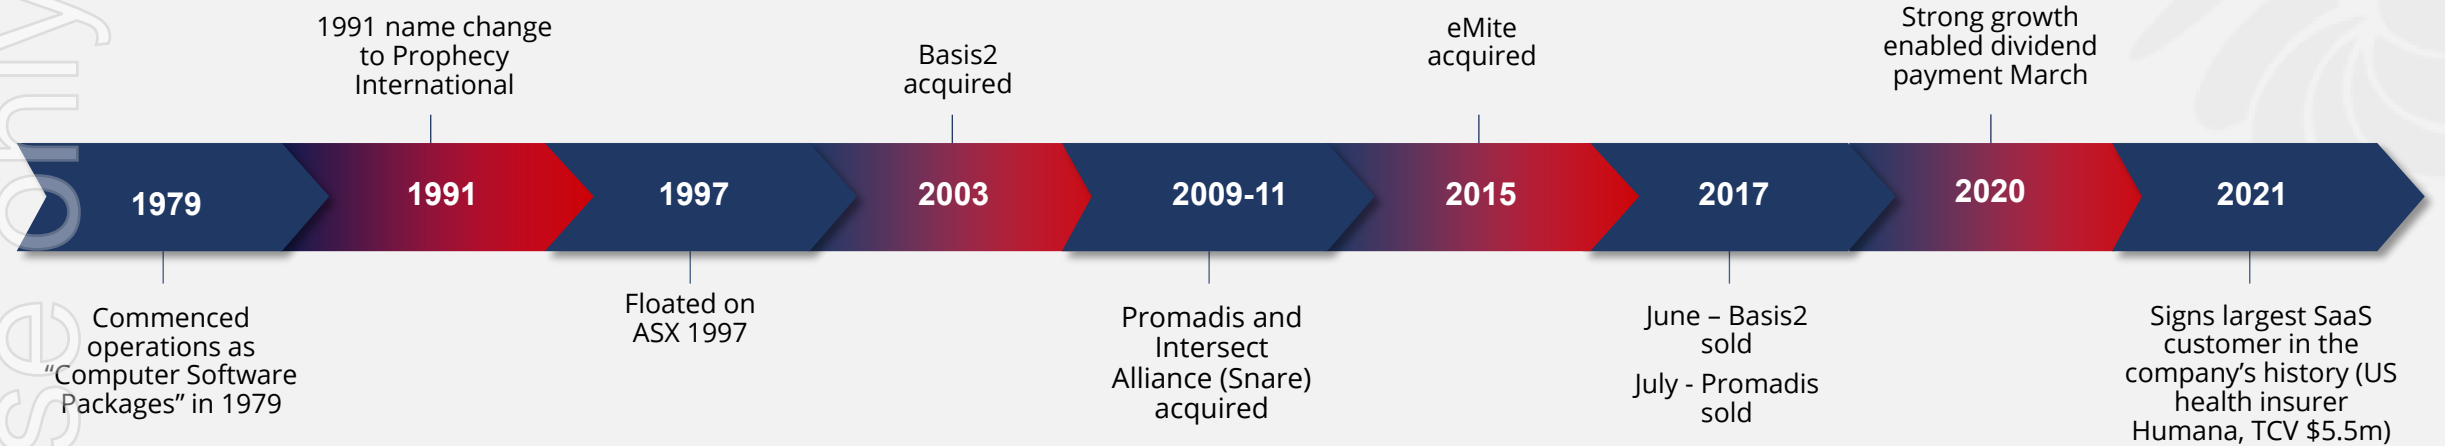 1991 name change
to Prophecy
International
Basis2
acquired
eMite
acquired
Strong growth
enabled dividend
payment March
1979
1991
1997
2003
2009-11
2015
2017
2020
2021
Commenced
operations as
“Computer Software
Packages” in 1979
Floated on
ASX 1997
Promadis and
Intersect
Alliance (Snare)
acquired
June – Basis2
sold
July - Promadis
sold
Signs largest SaaS
customer in the
company’s history (US
health insurer
Humana, TCV $5.5m)
se only